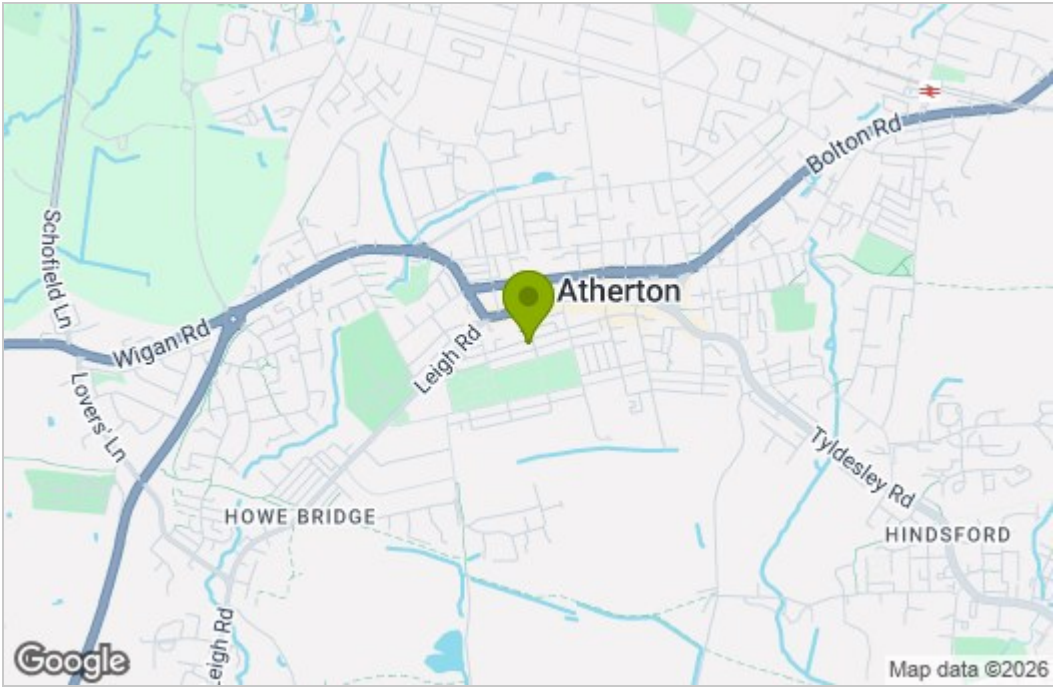 Bolton Rd
Schofield Ln
Atherton
Wigan Rd
Leigh Rd
Lovers' Ln
Tyldesley Rd
HOWE BRIDGE
HINDSFORD
Leigh Rd
Google
Map data ©2026